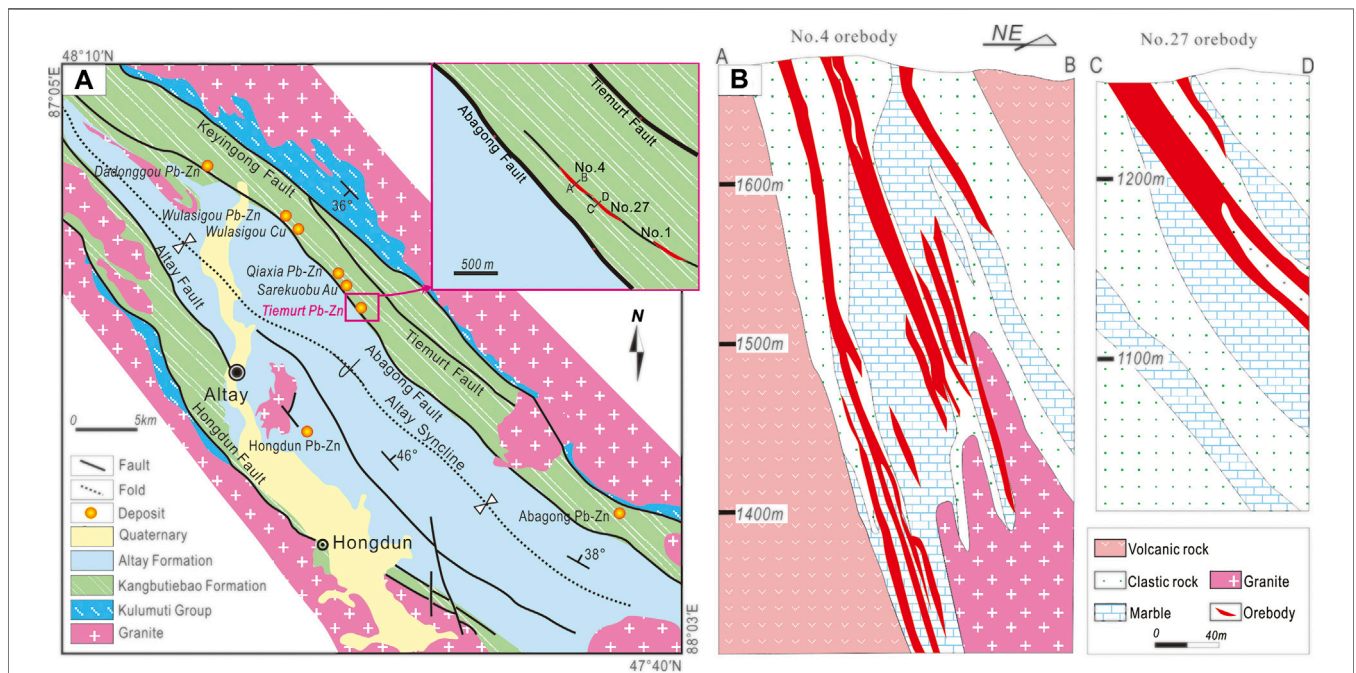 A
48°10'N
87°05'E
Keyingong Fault
36°
Dadonggou Pb-Zn
Wulasigou Pb-Zn
Wulasigou Cu
Qiaxia Pb-Zn
Sarekuobu Au
Tiemurt Pb-Zn
Altay Fault
Altay
Hongdun Fault
Hongdun Pb-Zn
46°
Tiemurt Fault
Abagong Fault
Altay Syncline
Abagong Pb-Zn
38°
Hongdun
N
0 5km
Fault
Fold
Deposit
Quaternary
Altay Formation
Kangbutiebao Formation
Kulumuti Group
Granite
88°03'E
47°40'N
Abagong Fault
Tiemurt Fault
No.4
A
B
C
D
No.27
No.1
500 m
B
No.4 orebody
NE
A
B
1600m
1500m
1400m
No.27 orebody
C
D
1200m
1100m
Volcanic rock
Clastic rock
Granite
Marble
Orebody
0 40m